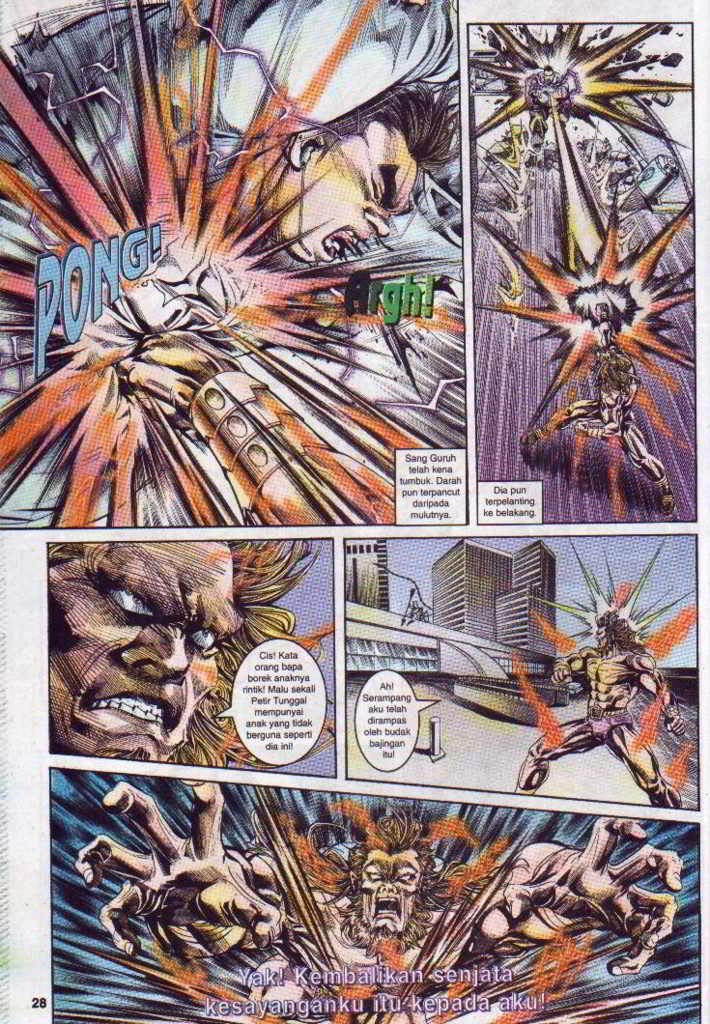 PONG!
Argh!
Sang Guruh
telah kena
tumbuk. Darah
pun terpancut
daripada
mulutnya.
Dia pun
terpelanting
ke belakang.
Cis! Kata
orang bapa
borek anaknya
rintik! Malu sekali
Petir Tunggal
mempunyai
anak yang tidak
berguna seperti
dia ini!
Ah!
Serampang
aku telah
dirampas
oleh budak
bajingan
itu!
Yak! Kembalikan senjata
kesayanganku itu kepada aku!
28